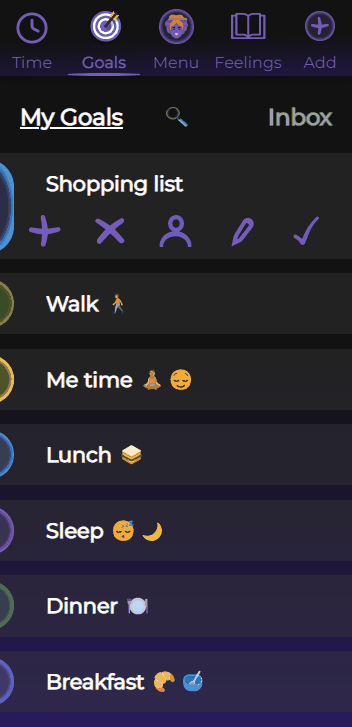 Time Goals Menu Feelings Add
My Goals Inbox
Shopping list
Walk 🚶
Me time 🧘 😌
Lunch 🥪
Sleep 😴 🌙
Dinner 🍽️
Breakfast 🥐 🥣